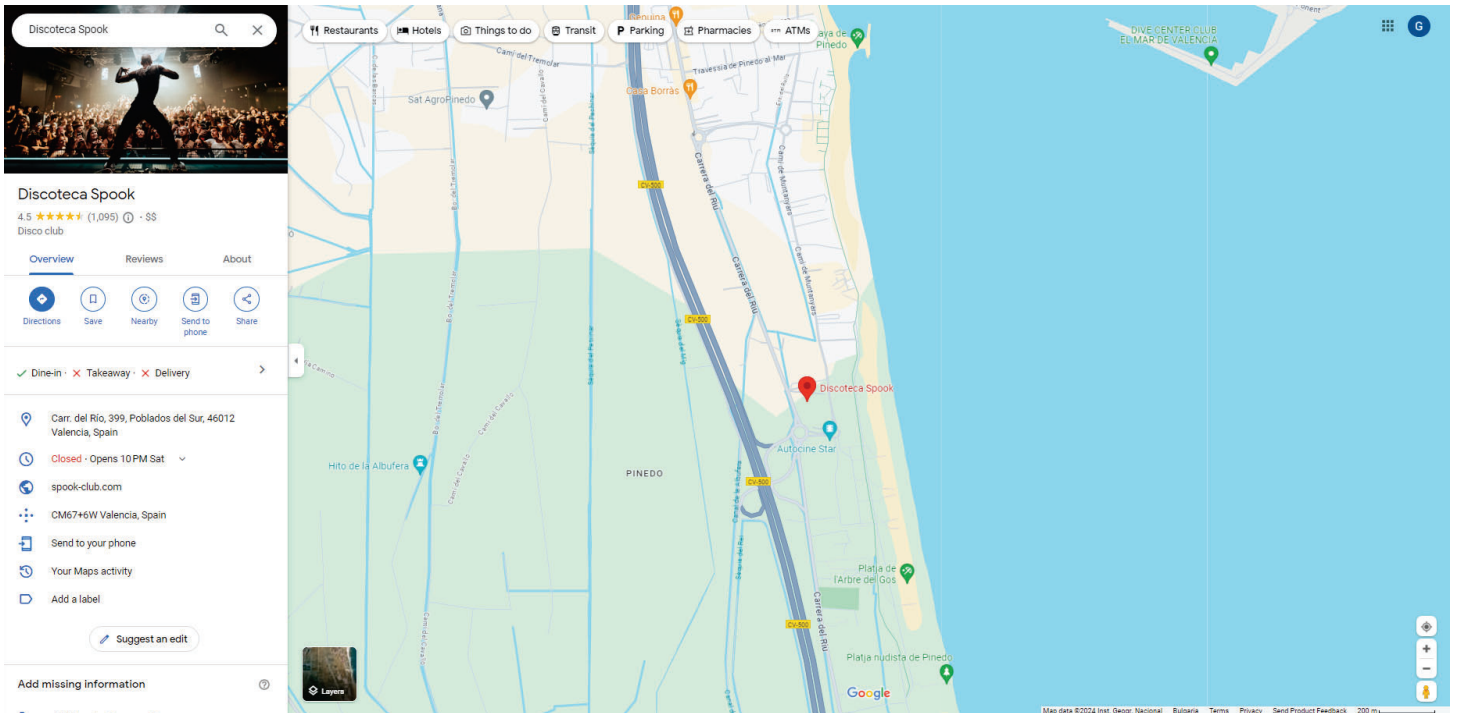 Discoteca Spook
Discoteca Spook
4.5 (1,095) · $$
Disco club
Overview
Reviews
About
Directions
Save
Nearby
Send to
phone
Share
Dine-in · Takeaway · Delivery
Carr. del Río, 399, Poblados del Sur, 46012
Valencia, Spain
Closed · Opens 10 PM Sat
spook-club.com
CM67+6W Valencia, Spain
Send to your phone
Your Maps activity
Add a label
Suggest an edit
Add missing information
Restaurants
Hotels
Things to do
Transit
P Parking
Pharmacies
ATMs
G
DIVE CENTER CLUB
EL MAR DE VALENCIA
Pinedo
Camí del Tremolar
Travessia de Pinedo al Mar
Casa Borràs
Sat AgroPinedo
Carrera del Riu
Camí de Muntanyars
CV-500
Carrera del Riu
Camí de Muntanyars
CV-500
Discoteca Spook
Autocine Star
Hito de la Albufera
PINEDO
CV-500
Platja de
l'Arbre del Gos
Carrera del Riu
CV-500
Platja nudista de Pinedo
Layers
Google
Map data ©2024 Inst. Geogr. Nacional
Bulgaria
Terms
Privacy
Send Product Feedback
200 m